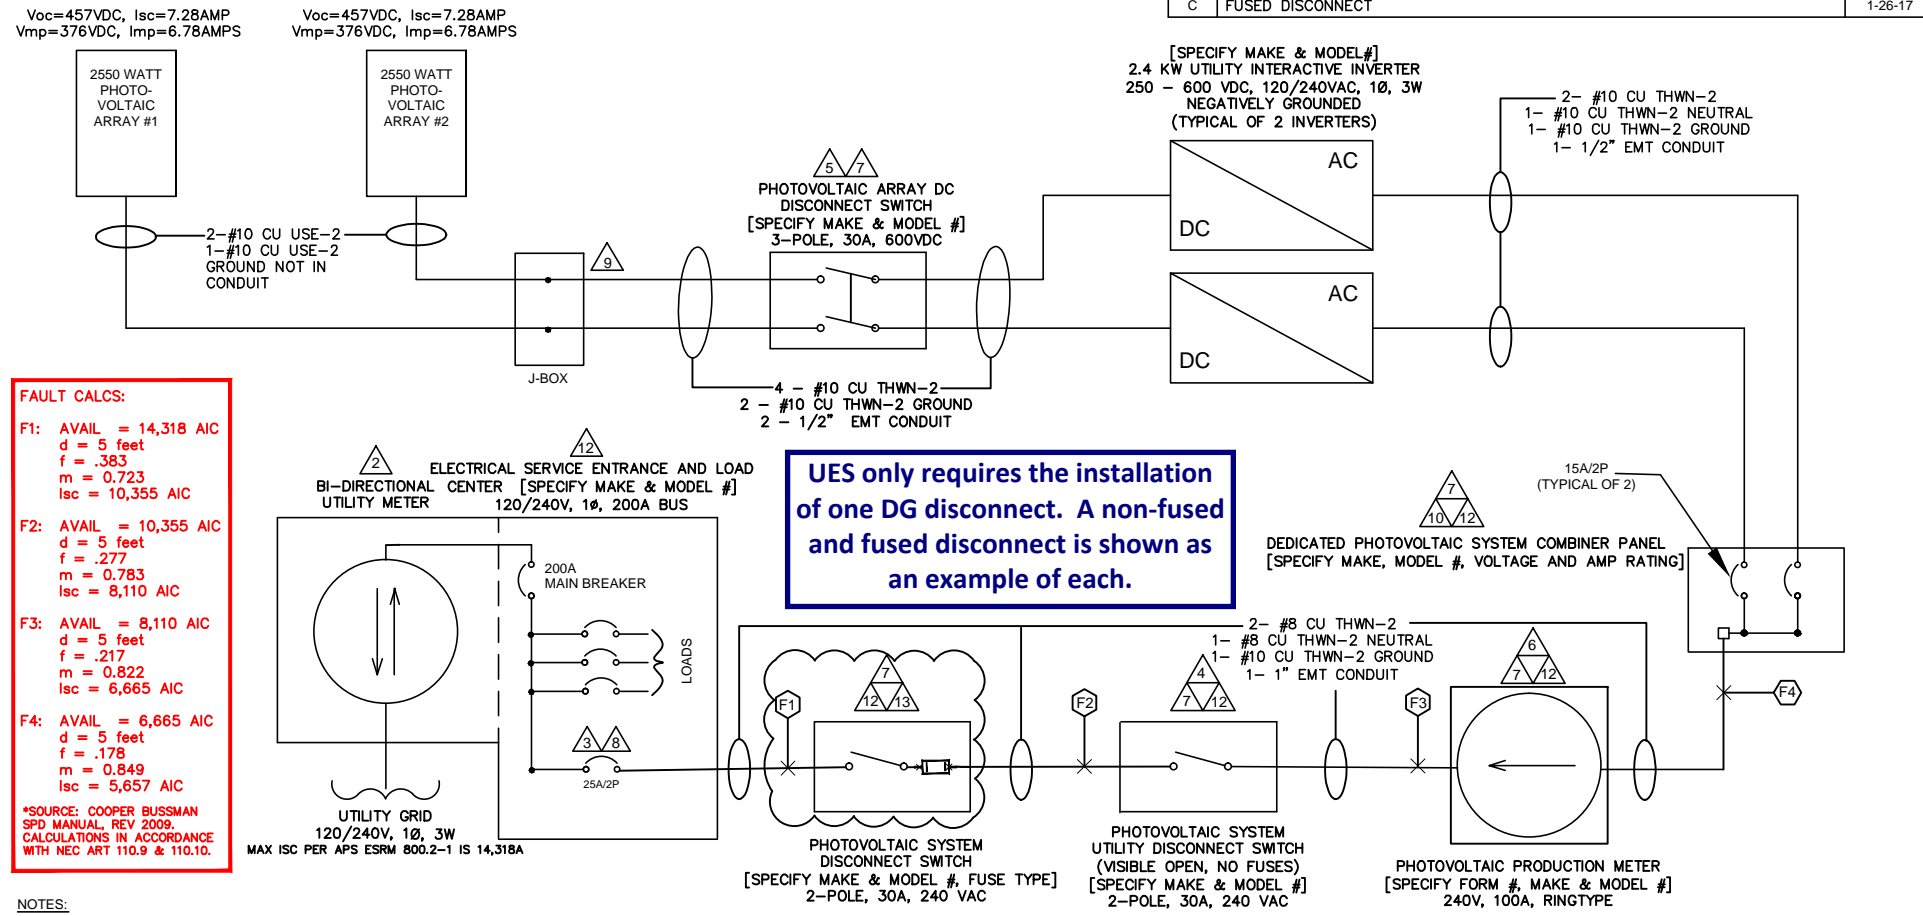 Voc=457VDC, Isc=7.28AMP
Vmp=376VDC, Imp=6.78AMPS
Voc=457VDC, Isc=7.28AMP
Vmp=376VDC, Imp=6.78AMPS
C FUSED DISCONNECT 1-26-17
2550 WATT
PHOTO-
VOLTAIC
ARRAY #1
2550 WATT
PHOTO-
VOLTAIC
ARRAY #2
[SPECIFY MAKE & MODEL#]
2.4 KW UTILITY INTERACTIVE INVERTER
250 - 600 VDC, 120/240VAC, 1Ø, 3W
NEGATIVELY GROUNDED
(TYPICAL OF 2 INVERTERS)
2- #10 CU THWN-2
1- #10 CU THWN-2 NEUTRAL
1- #10 CU THWN-2 GROUND
1- 1/2" EMT CONDUIT
AC
DC
AC
DC
5 7
PHOTOVOLTAIC ARRAY DC
DISCONNECT SWITCH
[SPECIFY MAKE & MODEL #]
3-POLE, 30A, 600VDC
2-#10 CU USE-2
1-#10 CU USE-2
GROUND NOT IN
CONDUIT
9
J-BOX
4 - #10 CU THWN-2
2 - #10 CU THWN-2 GROUND
2 - 1/2" EMT CONDUIT
FAULT CALCS:
F1: AVAIL = 14,318 AIC
d = 5 feet
f = .383
m = 0.723
Isc = 10,355 AIC
F2: AVAIL = 10,355 AIC
d = 5 feet
f = .277
m = 0.783
Isc = 8,110 AIC
F3: AVAIL = 8,110 AIC
d = 5 feet
f = .217
m = 0.822
Isc = 6,665 AIC
F4: AVAIL = 6,665 AIC
d = 5 feet
f = .178
m = 0.849
Isc = 5,657 AIC
*SOURCE: COOPER BUSSMAN
SPD MANUAL, REV 2009.
CALCULATIONS IN ACCORDANCE
WITH NEC ART 110.9 & 110.10.
2
BI-DIRECTIONAL
UTILITY METER
12
ELECTRICAL SERVICE ENTRANCE AND LOAD
CENTER [SPECIFY MAKE & MODEL #]
120/240V, 1ø, 200A BUS
200A
MAIN BREAKER
LOADS
3 8
25A/2P
UTILITY GRID
120/240V, 1Ø, 3W
MAX ISC PER APS ESRM 800.2-1 IS 14,318A
UES only requires the installation
of one DG disconnect. A non-fused
and fused disconnect is shown as
an example of each.
15A/2P
(TYPICAL OF 2)
7
10 12
DEDICATED PHOTOVOLTAIC SYSTEM COMBINER PANEL
[SPECIFY MAKE, MODEL #, VOLTAGE AND AMP RATING]
2- #8 CU THWN-2
1- #8 CU THWN-2 NEUTRAL
1- #10 CU THWN-2 GROUND
1- 1" EMT CONDUIT
F1
7
12 13
F2
4
7 12
F3
6
7 12
F4
PHOTOVOLTAIC SYSTEM
DISCONNECT SWITCH
[SPECIFY MAKE & MODEL #, FUSE TYPE]
2-POLE, 30A, 240 VAC
PHOTOVOLTAIC SYSTEM
UTILITY DISCONNECT SWITCH
(VISIBLE OPEN, NO FUSES)
[SPECIFY MAKE & MODEL #]
2-POLE, 30A, 240 VAC
PHOTOVOLTAIC PRODUCTION METER
[SPECIFY FORM #, MAKE & MODEL #]
240V, 100A, RINGTYPE
NOTES: